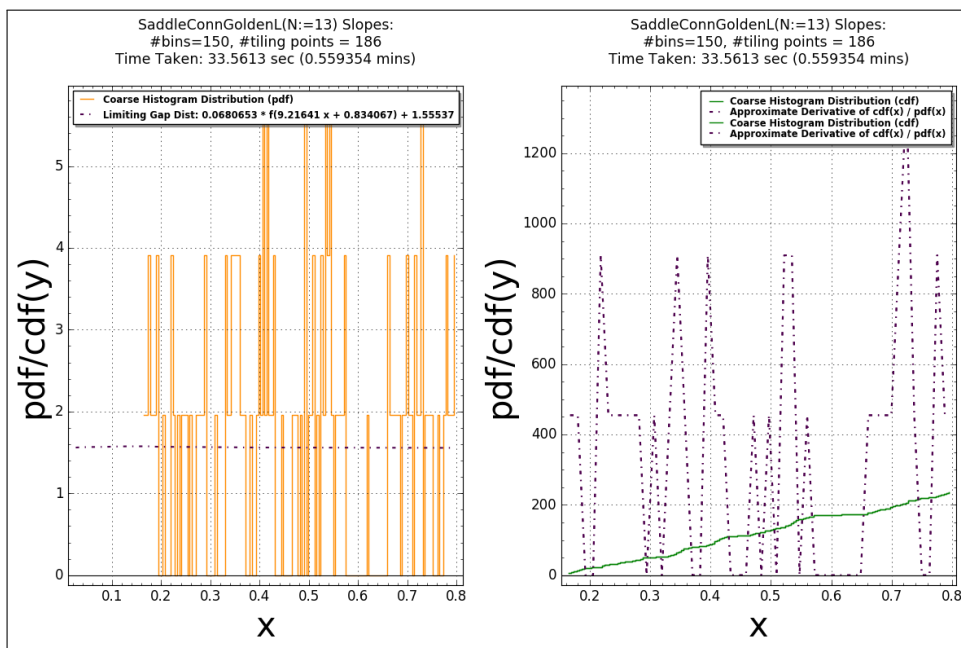 SaddleConnGoldenL(N:=13) Slopes:
#bins=150, #tiling points = 186
Time Taken: 33.5613 sec (0.559354 mins)
Coarse Histogram Distribution (pdf)
Limiting Gap Dist: 0.0680653 * f(9.21641 x + 0.834067) + 1.55537
pdf/cdf(y)
5
4
3
2
1
0
0.1 0.2 0.3 0.4 0.5 0.6 0.7 0.8
x
SaddleConnGoldenL(N:=13) Slopes:
#bins=150, #tiling points = 186
Time Taken: 33.5613 sec (0.559354 mins)
Coarse Histogram Distribution (cdf)
Approximate Derivative of cdf(x) / pdf(x)
Coarse Histogram Distribution (cdf)
Approximate Derivative of cdf(x) / pdf(x)
pdf/cdf(y)
1200
1000
800
600
400
200
0
0.2 0.3 0.4 0.5 0.6 0.7 0.8
x